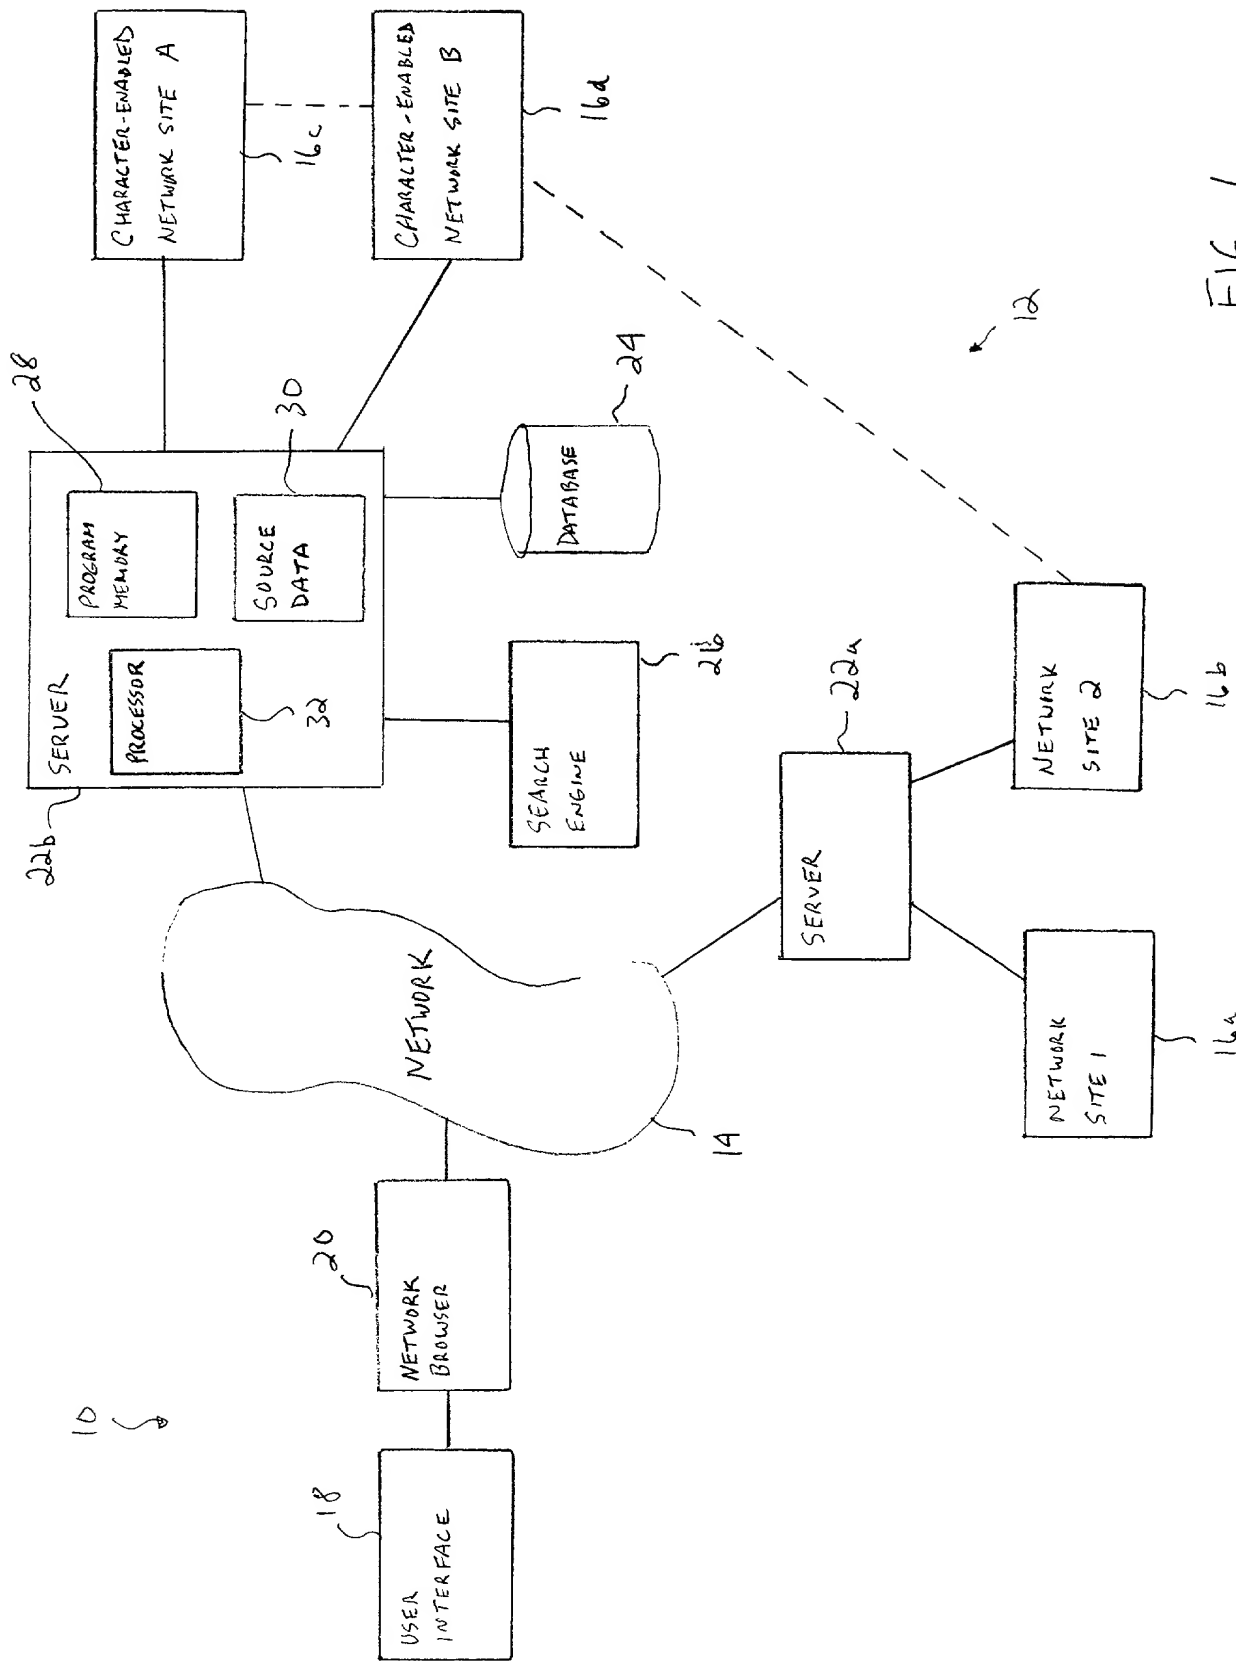 10
18
USER
INTERFACE
20
NETWORK
BROWSER
NETWORK
14
22b
SERVER
PROCESSOR
32
PROGRAM
MEMORY
28
SOURCE
DATA
30
CHARACTER-ENABLED
NETWORK SITE A
16c
CHARACTER-ENABLED
NETWORK SITE B
16d
SEARCH
ENGINE
26
DATABASE
24
SERVER
22a
NETWORK
SITE 1
16a
NETWORK
SITE 2
16b
12
FIG. 1